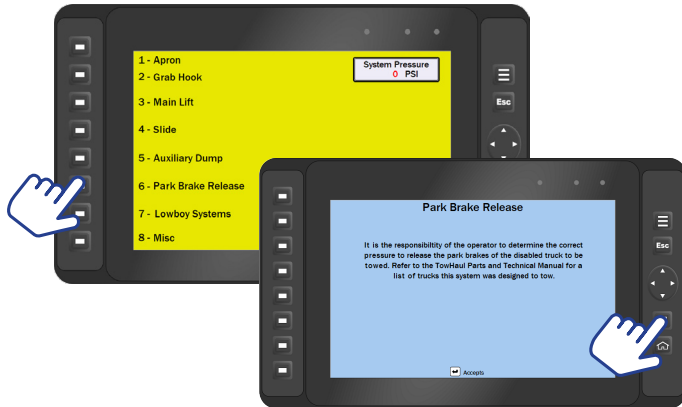 1 - Apron
System Pressure
0 PSI
2 - Grab Hook
3 - Main Lift
4 - Slide
5 - Auxiliary Dump
6 - Park Brake Release
7 - Lowboy Systems
8 - Misc
Esc
Park Brake Release
It is the responsibiltity of the operator to determine the correct
pressure to release the park brakes of the disabled truck to be
towed. Refer to the TowHaul Parts and Technical Manual for a
list of trucks this system was designed to tow.
Accepts
Esc